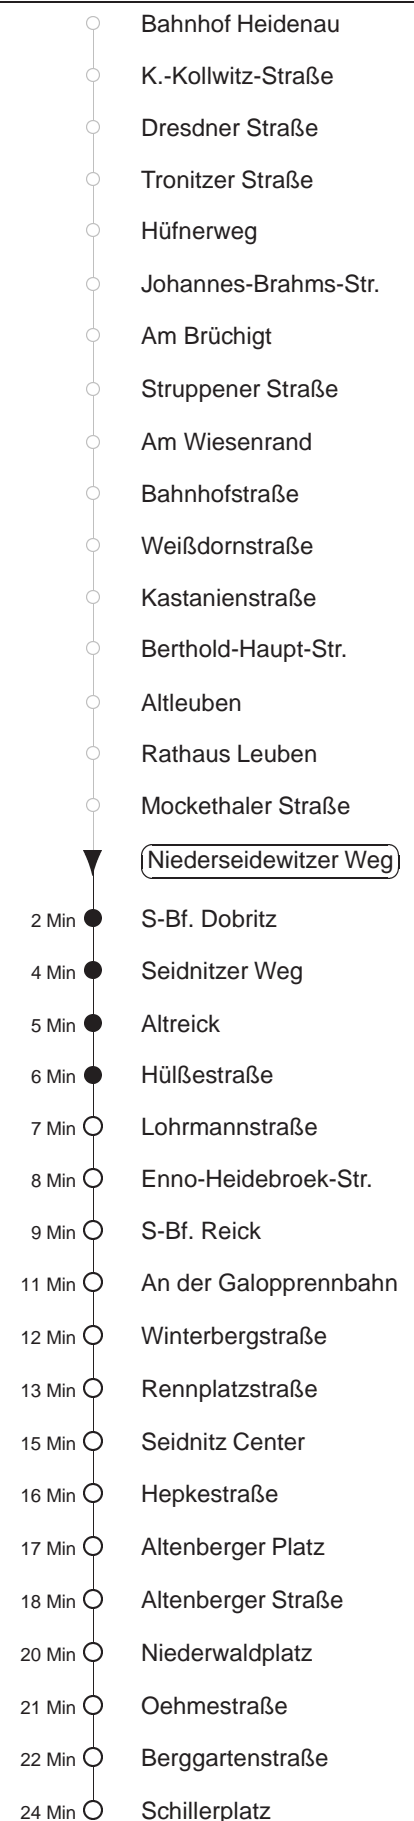 Bahnhof Heidenau
K.-Kollwitz-Straße
Dresdner Straße
Tronitzer Straße
Hüfnerweg
Johannes-Brahms-Str.
Am Brüchigt
Struppener Straße
Am Wiesenrand
Bahnhofstraße
Weißdornstraße
Kastanienstraße
Berthold-Haupt-Str.
Altleuben
Rathaus Leuben
Mockethaler Straße
Niederseidewitzer Weg
2 Min S-Bf. Dobritz
4 Min Seidnitzer Weg
5 Min Altreick
6 Min Hülßestraße
7 Min Lohrmannstraße
8 Min Enno-Heidebroek-Str.
9 Min S-Bf. Reick
11 Min An der Galopprennbahn
12 Min Winterbergstraße
13 Min Rennplatzstraße
15 Min Seidnitz Center
16 Min Hepkestraße
17 Min Altenberger Platz
18 Min Altenberger Straße
20 Min Niederwaldplatz
21 Min Oehmestraße
22 Min Berggartenstraße
24 Min Schillerplatz